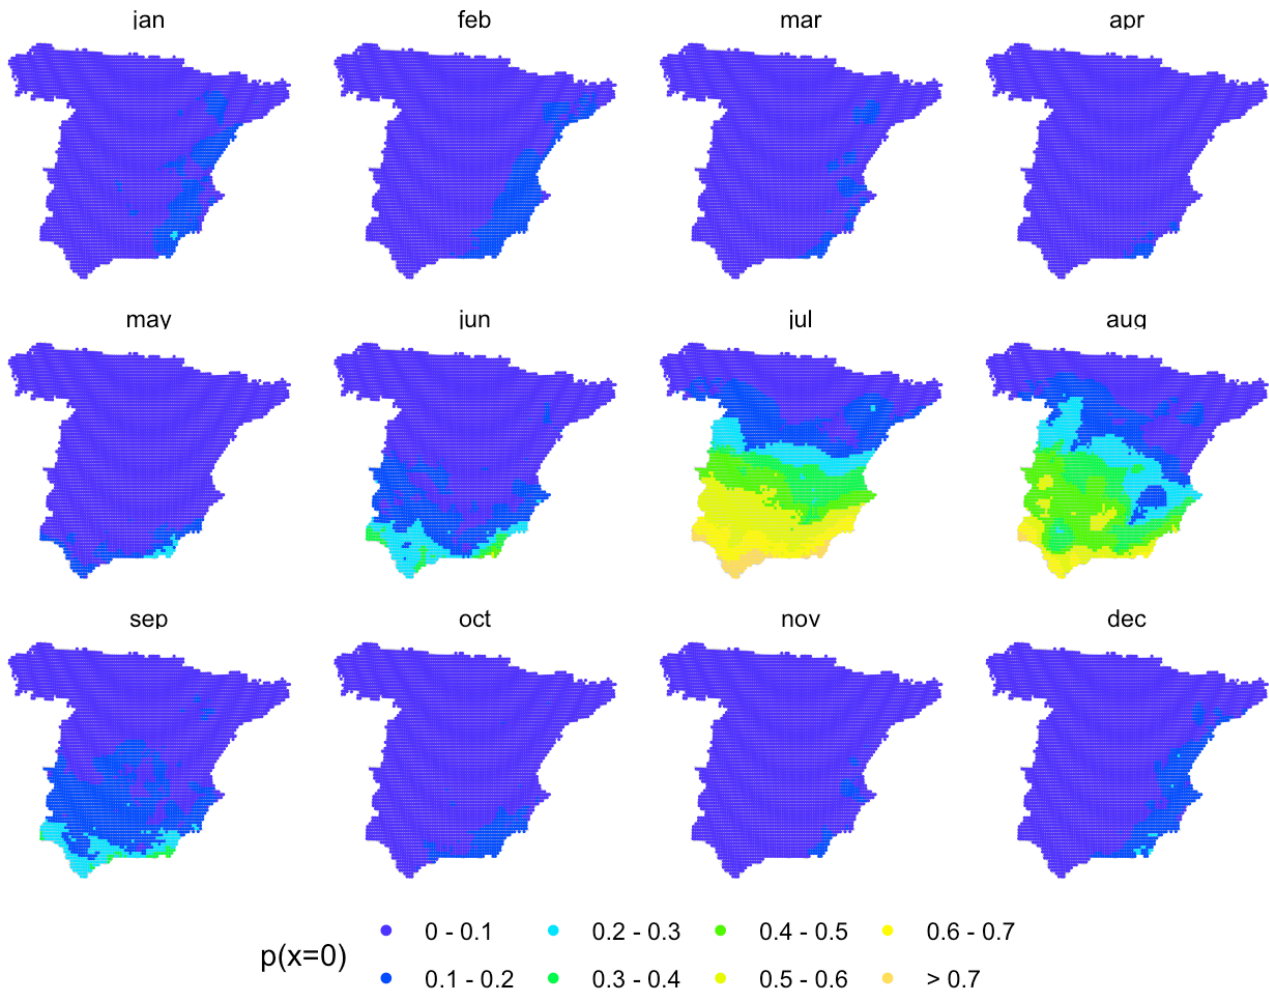 jan feb mar apr
may jun jul aug
sep oct nov dec
p(x=0)
0 - 0.1 0.2 - 0.3 0.4 - 0.5 0.6 - 0.7
0.1 - 0.2 0.3 - 0.4 0.5 - 0.6 > 0.7